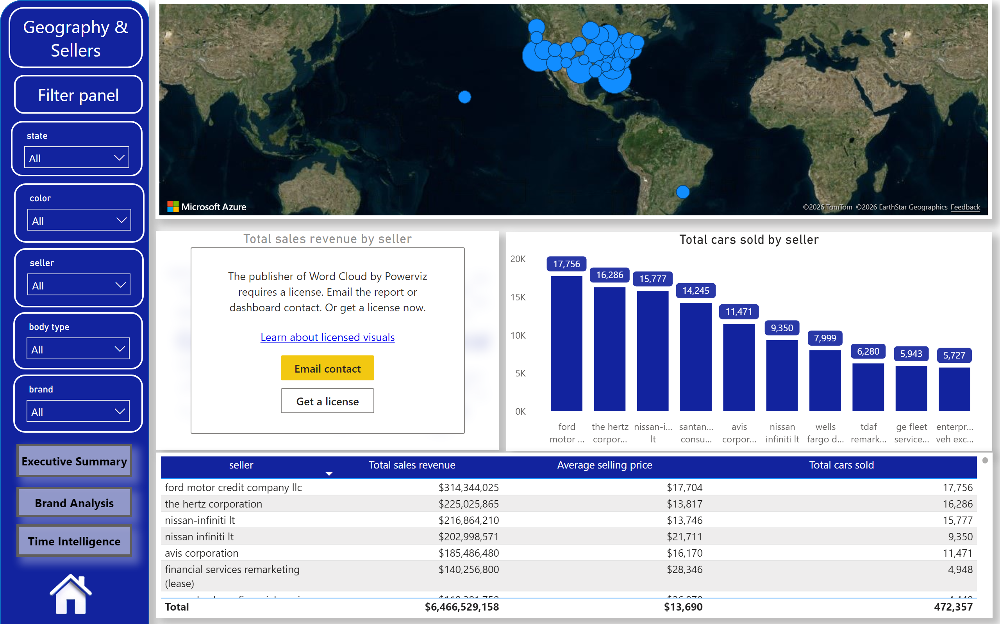 Geography &
Sellers
Filter panel
state
All
color
All
seller
All
body type
All
brand
All
Executive Summary
Brand Analysis
Time Intelligence
Microsoft Azure
©2026 TomTom ©2026 EarthStar Geographics Feedback
Total sales revenue by seller
The publisher of Word Cloud by Powerviz
requires a license. Email the report or
dashboard contact. Or get a license now.
Learn about licensed visuals
Email contact
Get a license
Total cars sold by seller
20K
15K
10K
5K
0K
17,756
16,286
15,777
14,245
11,471
9,350
7,999
6,280
5,943
5,727
ford the hertz nissan-i... santan... avis nissan wells tdaf ge fleet enterpr...
motor ... corpor... lt consu... corpor... infiniti lt fargo d... remark... service... veh exc...
seller Total sales revenue Average selling price Total cars sold
ford motor credit company llc $314,344,025 $17,704 17,756
the hertz corporation $225,025,865 $13,817 16,286
nissan-infiniti lt $216,864,210 $13,746 15,777
nissan infiniti lt $202,998,571 $21,711 9,350
avis corporation $185,486,480 $16,170 11,471
financial services remarketing $140,256,800 $28,346 4,948
(lease)
Total $6,466,529,158 $13,690 472,357